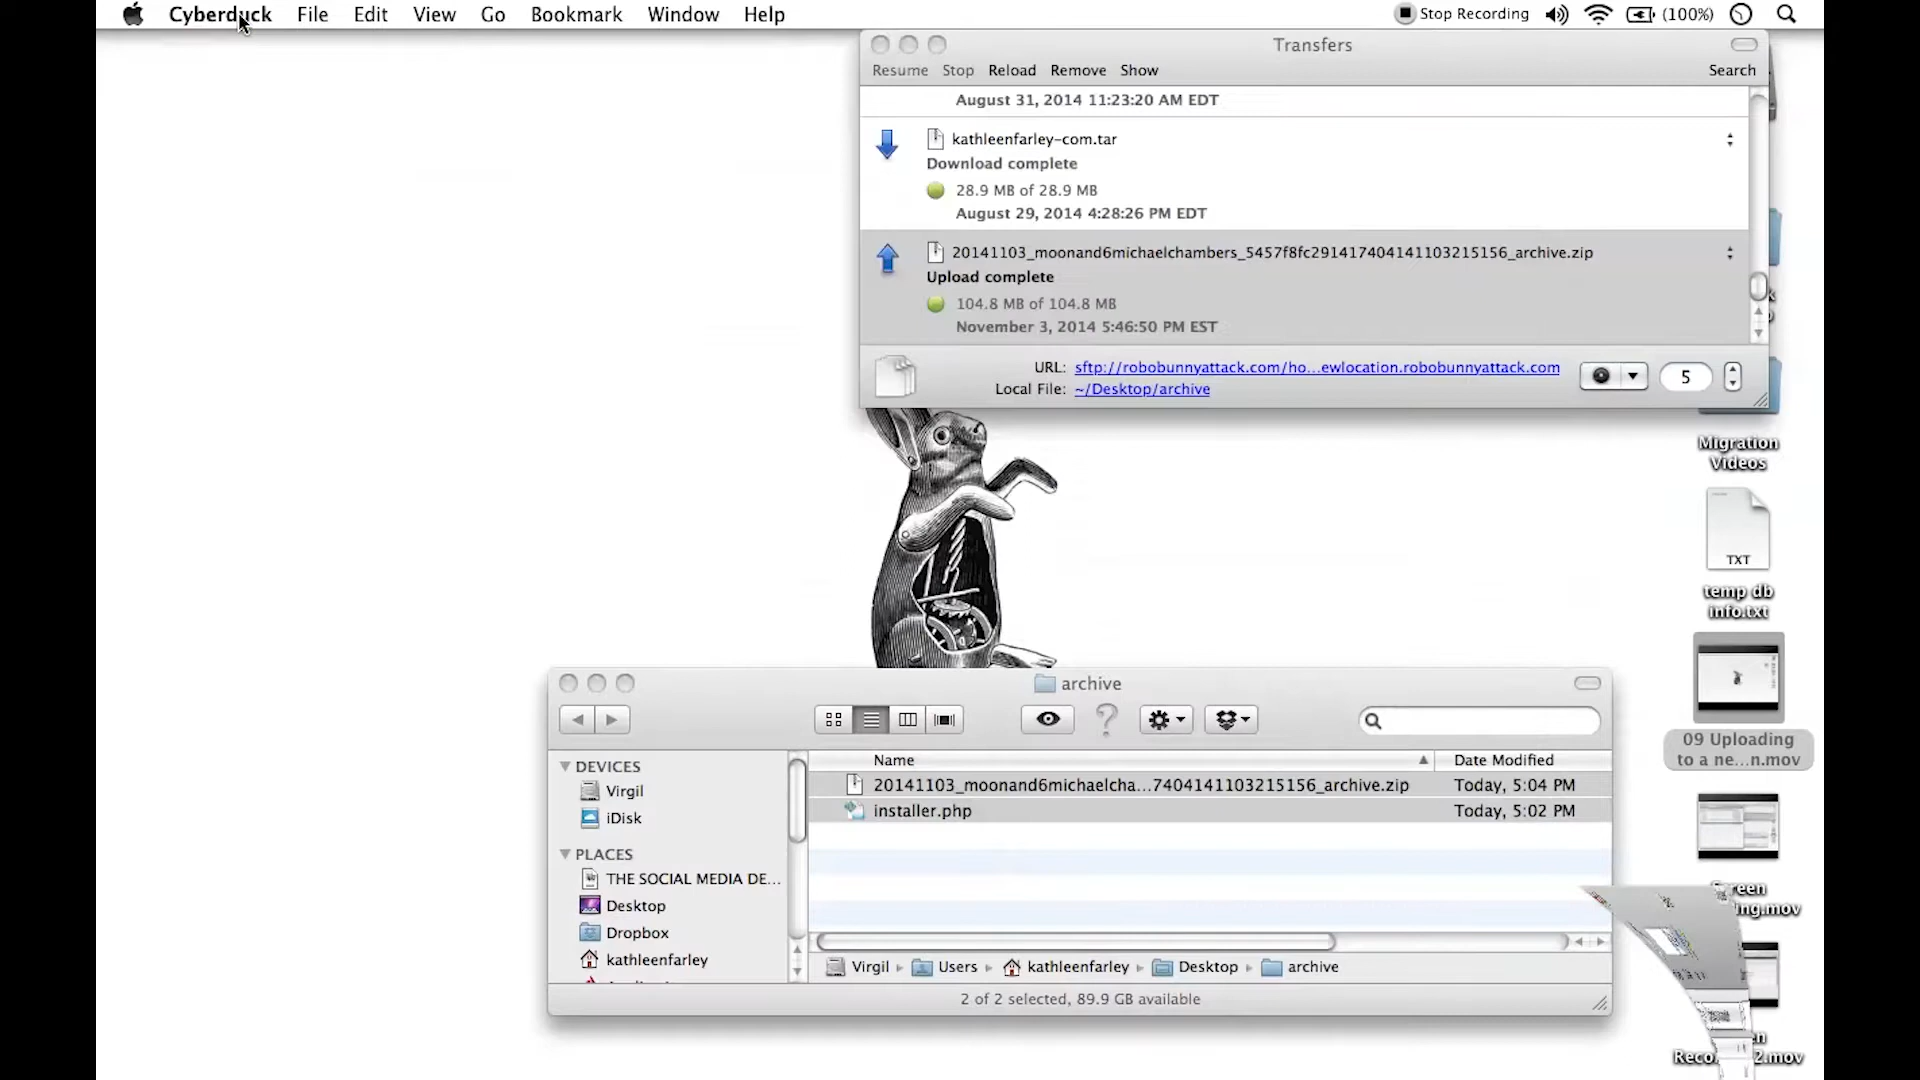 Cyberduck File Edit View Go Bookmark Window Help Stop Recording (100%)
Transfers
Resume Stop Reload Remove Show Search
August 31, 2014 11:23:20 AM EDT
kathleenfarley-com.tar
Download complete
28.9 MB of 28.9 MB
August 29, 2014 4:28:26 PM EDT
20141103_moonand6michaelchambers_5457f8fc291417404141103215156_archive.zip
Upload complete
104.8 MB of 104.8 MB
November 3, 2014 5:46:50 PM EST
URL: sftp://robobunnyattack.com/ho...ewlocation.robobunnyattack.com
5
Local File: ~/Desktop/archive
Migration
Videos
TXT
temp db
info.txt
09 Uploading
to a ne...n.mov
archive
DEVICES
Virgil
iDisk
PLACES
THE SOCIAL MEDIA DE...
Desktop
Dropbox
kathleenfarley
Name Date Modified
20141103_moonand6michaelcha...7404141103215156_archive.zip Today, 5:04 PM
installer.php Today, 5:02 PM
Virgil Users kathleenfarley Desktop archive
2 of 2 selected, 89.9 GB available